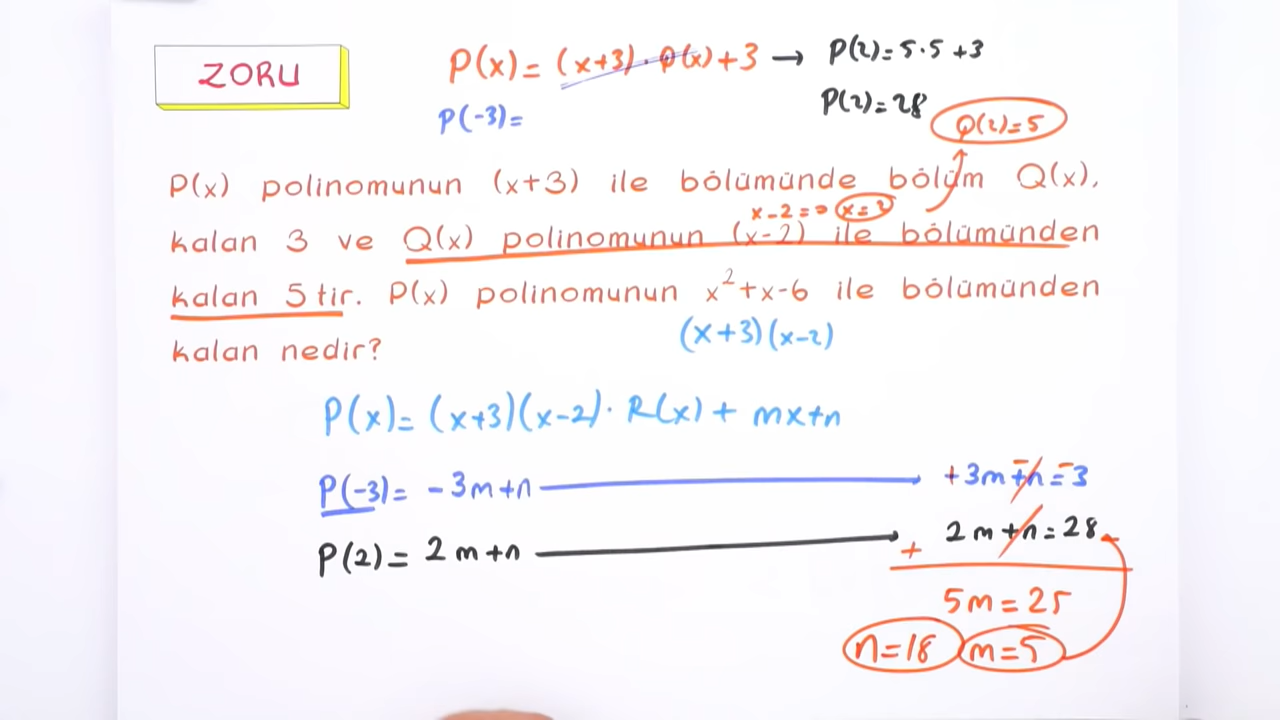 ZORU
P(x) = (x+3) · Q(x) + 3 → P(2) = 5·5 + 3
P(-3) =
P(2) = 28
Q(2) = 5
P(x) polinomunun (x+3) ile bölümünde bölüm Q(x),
x-2=0 x=2
kalan 3 ve Q(x) polinomunun (x-2) ile bölümünden
kalan 5 tir. P(x) polinomunun x²+x-6 ile bölümünden
(x+3)(x-2)
kalan nedir?
P(x) = (x+3)(x-2) · R(x) + mx+n
P(-3) = -3m+n → +3m-n=-3
P(2) = 2m+n → 2m+n=28
+
5m = 25
n=18 m=5